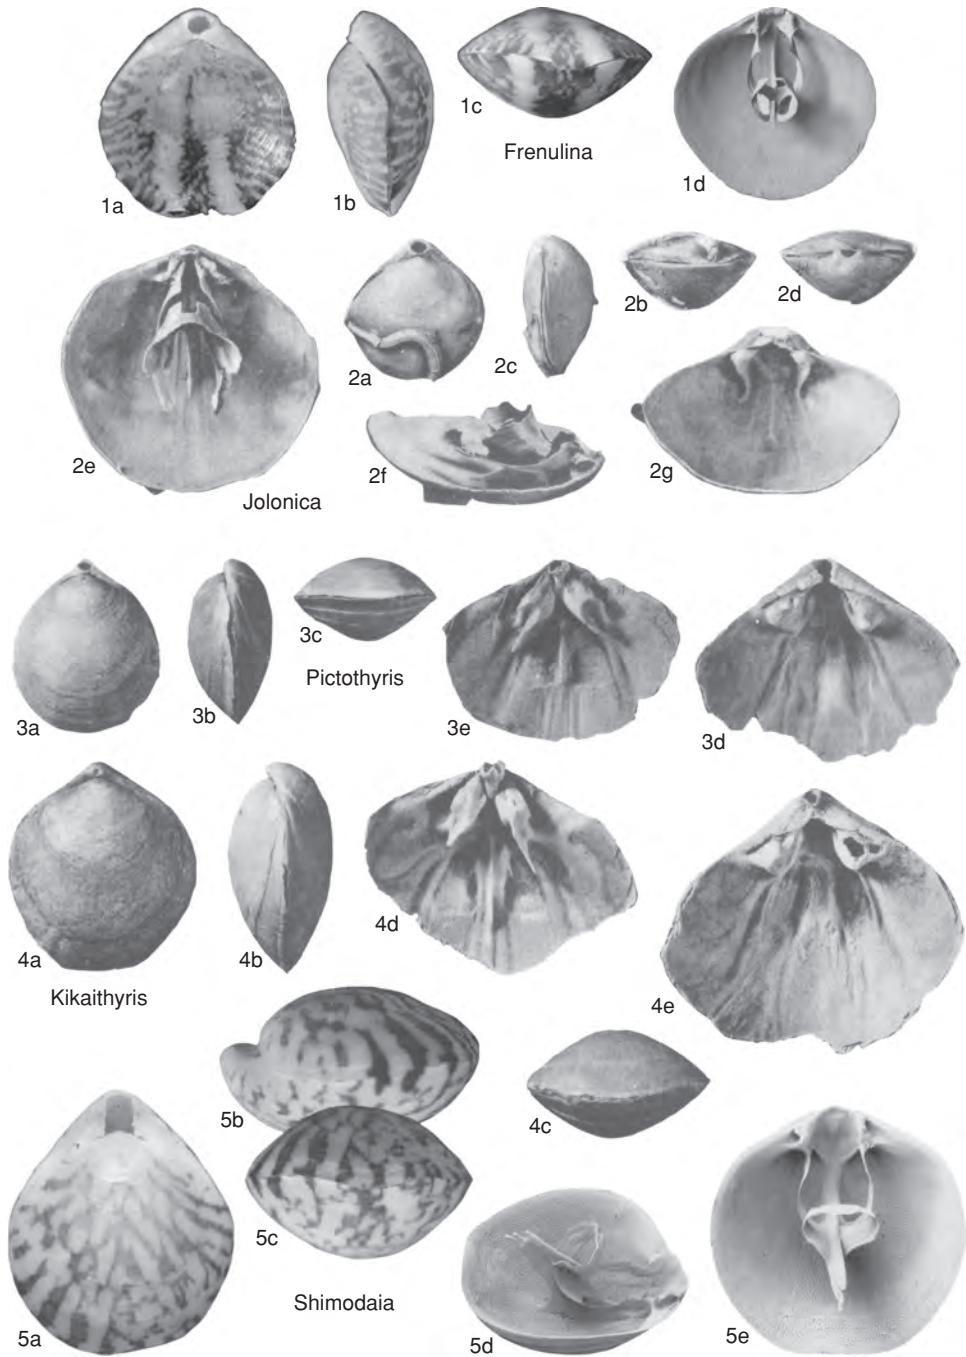 1a
1b
1c
Frenulina
1d
2a
2c
2b
2d
2e
2f
2g
Jolonica
3a
3b
3c
Pictothyris
3e
3d
4a
4b
4d
4e
Kikaithyris
5b
4c
5c
5a
Shimodaia
5d
5e